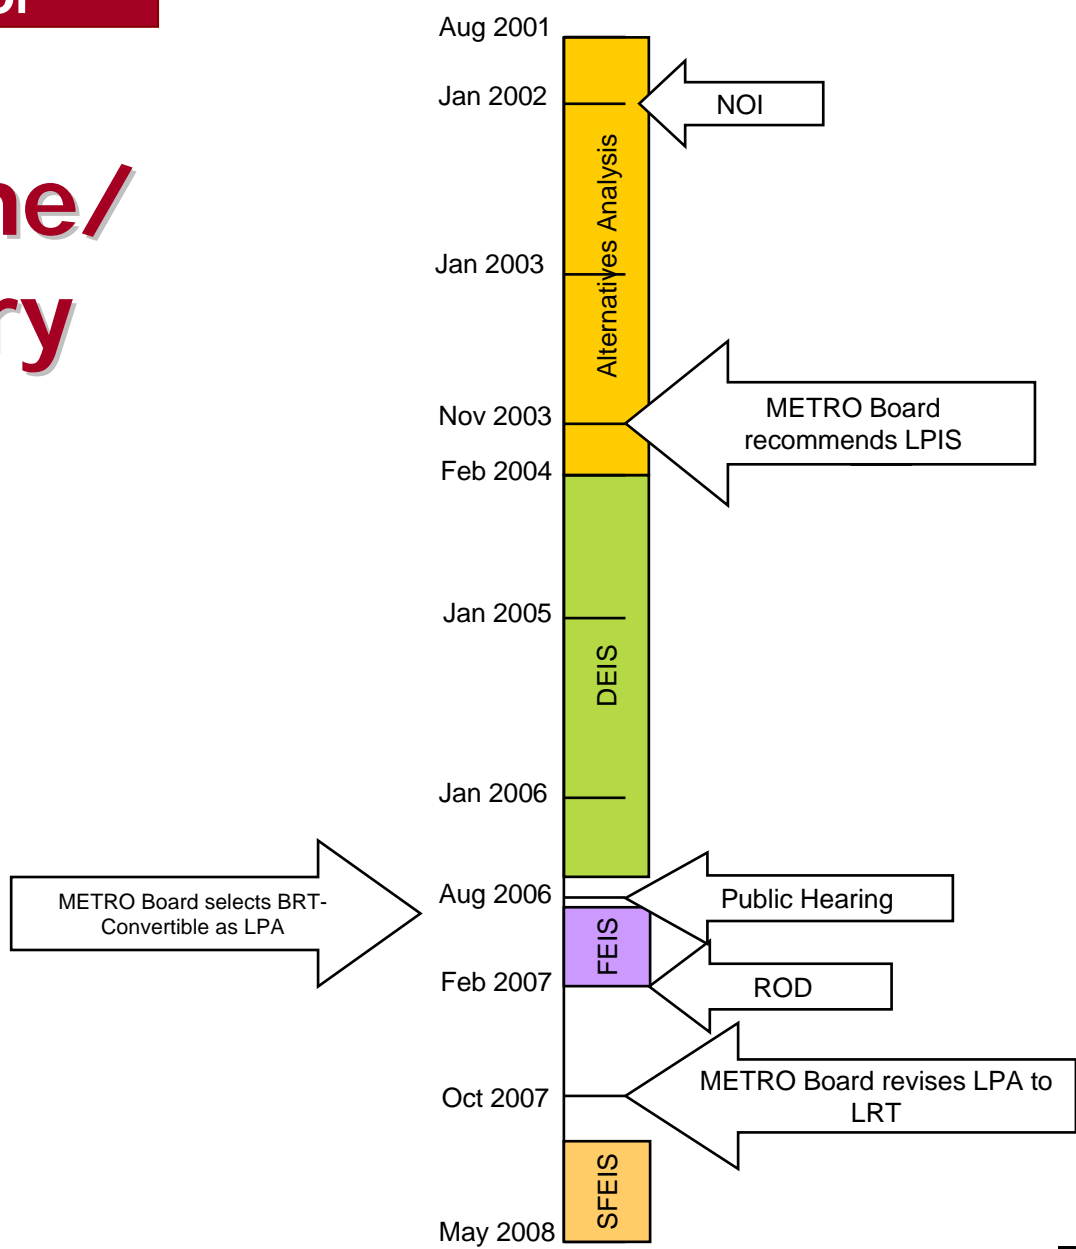 Aug 2001
Jan 2002
NOI
Alternatives Analysis
Jan 2003
Nov 2003
METRO Board
recommends LPIS
Feb 2004
Jan 2005
DEIS
Jan 2006
METRO Board selects BRT-
Convertible as LPA
Aug 2006
Public Hearing
FEIS
Feb 2007
ROD
Oct 2007
METRO Board revises LPA to
LRT
SFEIS
May 2008